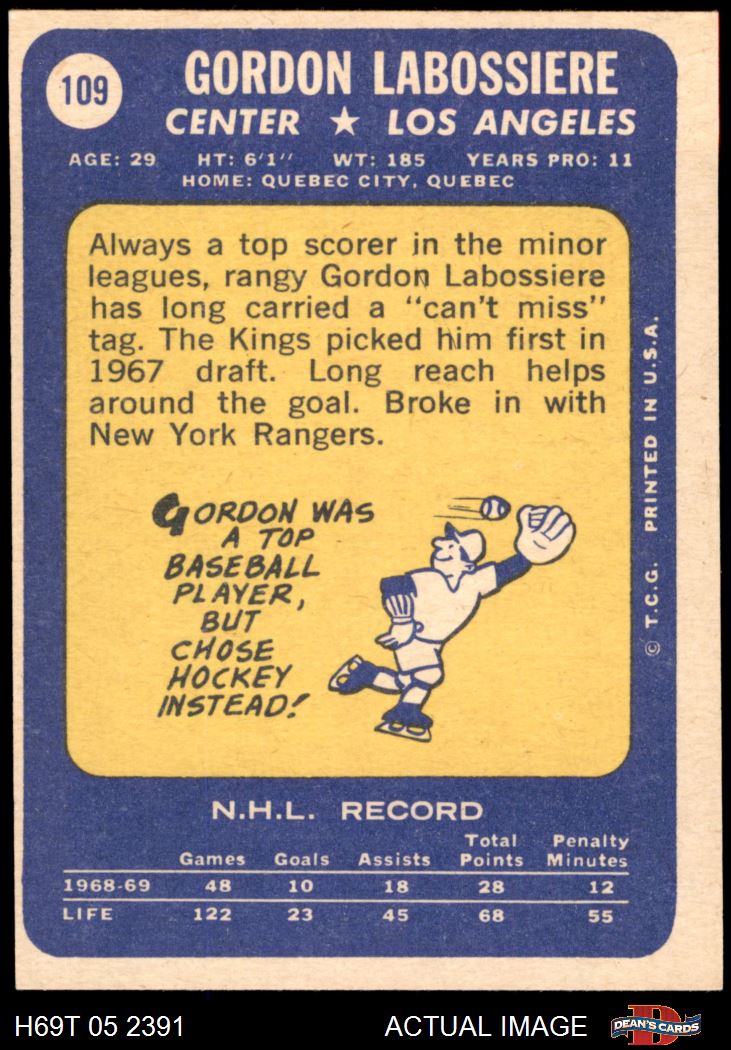 109
GORDON LABOSSIERE
CENTER ★ LOS ANGELES
AGE: 29 HT: 6'1" WT: 185 YEARS PRO: 11
HOME: QUEBEC CITY, QUEBEC
Always a top scorer in the minor
leagues, rangy Gordon Labossiere
has long carried a "can't miss"
tag. The Kings picked him first in
1967 draft. Long reach helps
around the goal. Broke in with
New York Rangers.
GORDON WAS
A TOP
BASEBALL
PLAYER,
BUT
CHOSE
HOCKEY
INSTEAD!
© T.C.G. PRINTED IN U.S.A.
N.H.L. RECORD
Games Goals Assists Total Points Penalty Minutes
1968-69 48 10 18 28 12
LIFE 122 23 45 68 55
H69T 05 2391 ACTUAL IMAGE DEAN'S CARDS